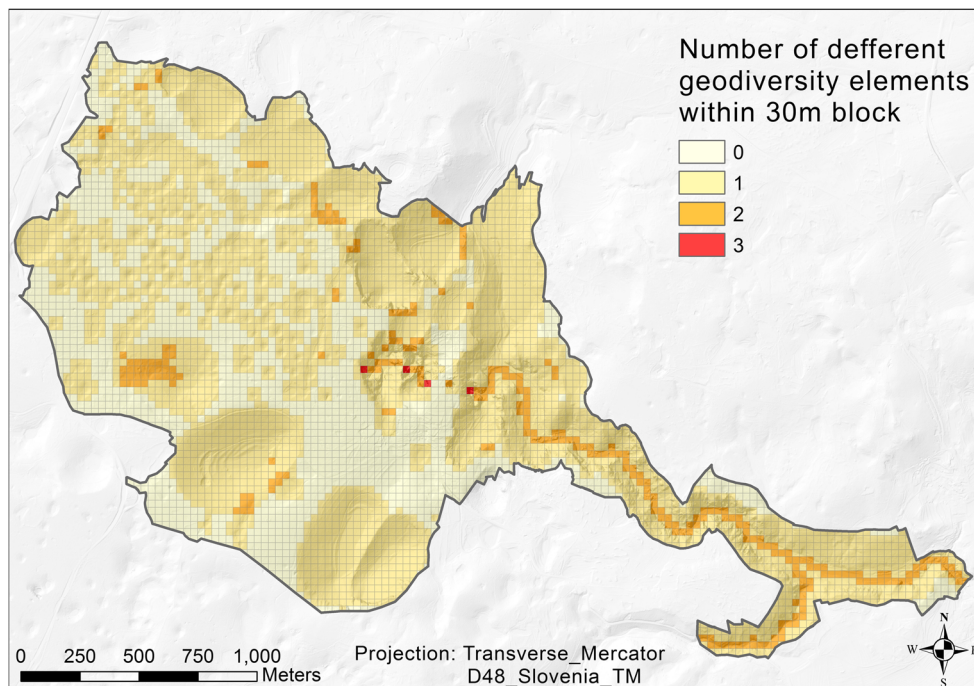 Number of defferent
geodiversity elements
within 30m block
0
1
2
3
0 250 500 750 1,000
Meters
Projection: Transverse_Mercator
D48_Slovenia_TM
N
W E
S